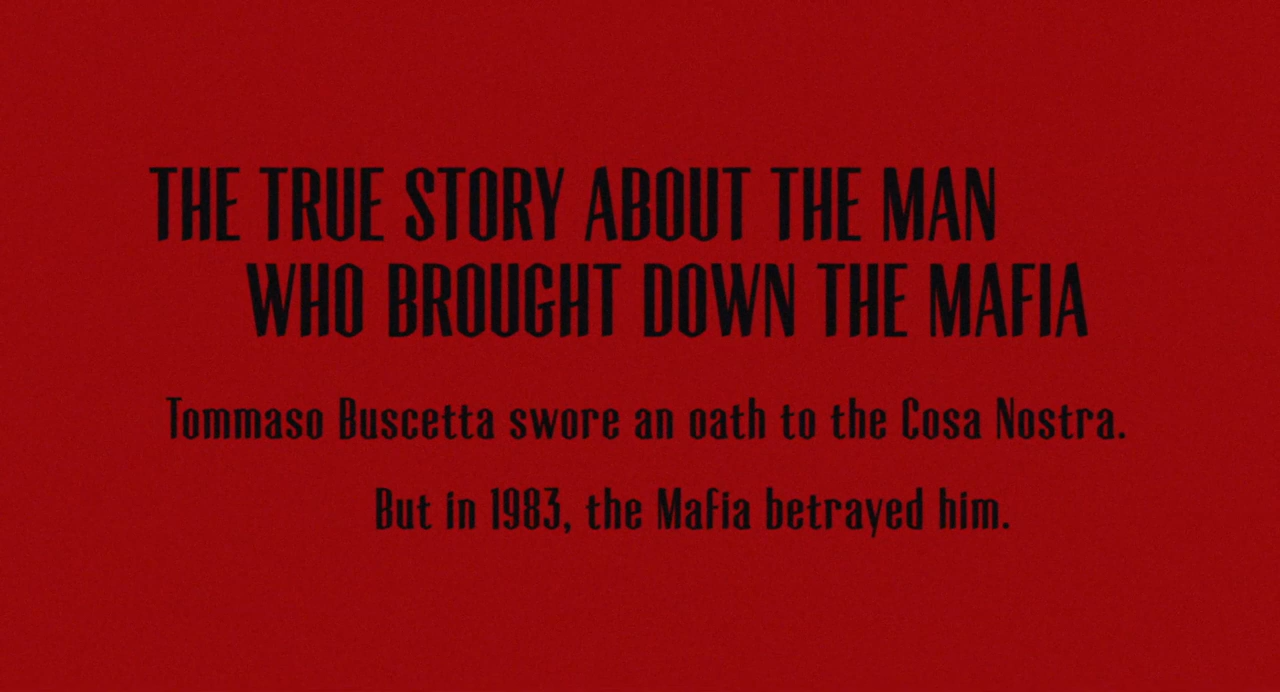 THE TRUE STORY ABOUT THE MAN
WHO BROUGHT DOWN THE MAFIA
Tommaso Buscetta swore an oath to the Cosa Nostra.
But in 1983, the Mafia betrayed him.